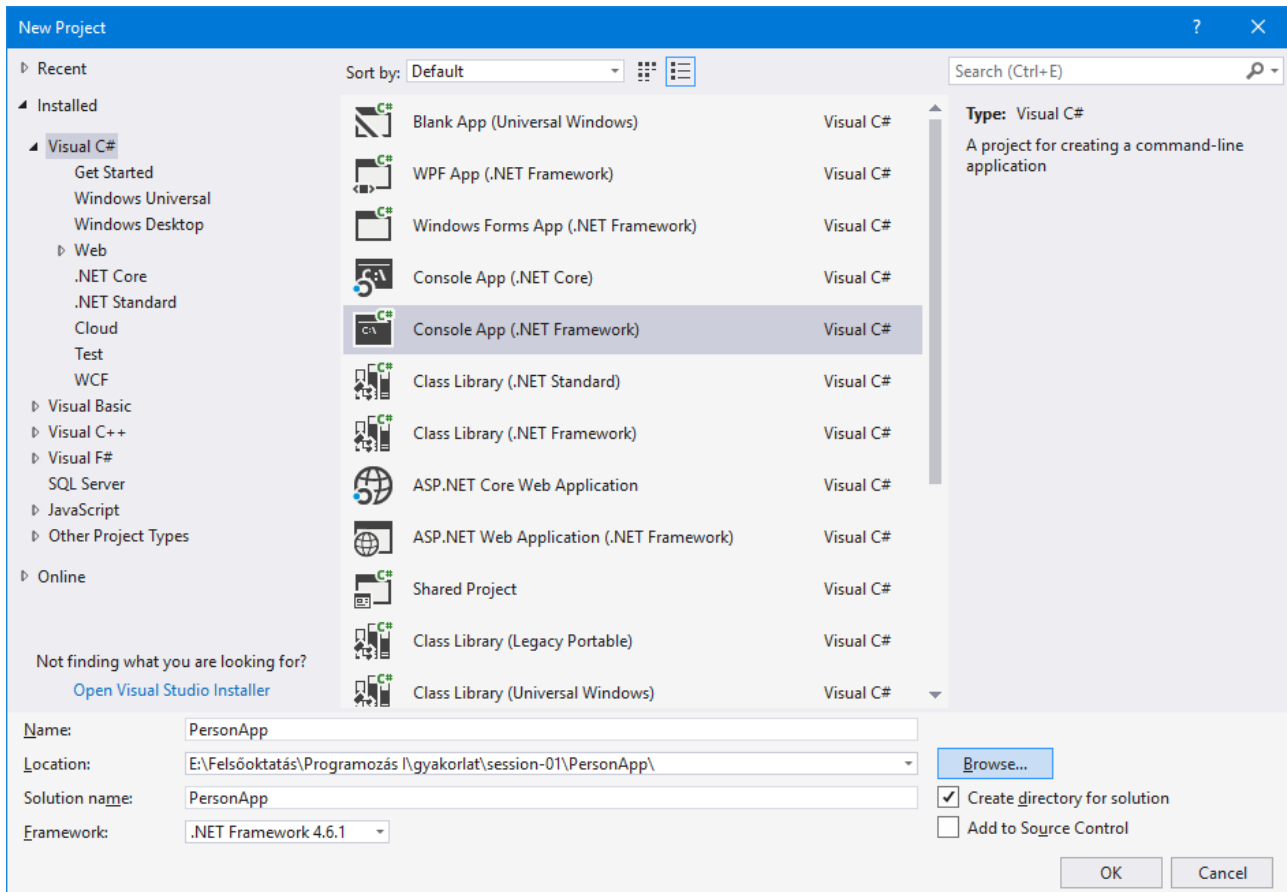 New Project
?
Recent
Installed
Visual C#
Get Started
Windows Universal
Windows Desktop
Web
.NET Core
.NET Standard
Cloud
Test
WCF
Visual Basic
Visual C++
Visual F#
SQL Server
JavaScript
Other Project Types
Online
Not finding what you are looking for?
Open Visual Studio Installer
Sort by: Default
Blank App (Universal Windows) Visual C#
WPF App (.NET Framework) Visual C#
Windows Forms App (.NET Framework) Visual C#
Console App (.NET Core) Visual C#
Console App (.NET Framework) Visual C#
Class Library (.NET Standard) Visual C#
Class Library (.NET Framework) Visual C#
ASP.NET Core Web Application Visual C#
ASP.NET Web Application (.NET Framework) Visual C#
Shared Project Visual C#
Class Library (Legacy Portable) Visual C#
Class Library (Universal Windows) Visual C#
Search (Ctrl+E)
Type: Visual C#
A project for creating a command-line
application
Name: PersonApp
Location: E:\Felsőoktatás\Programozás I\gyakorlat\session-01\PersonApp\
Browse...
Solution name: PersonApp
Create directory for solution
Framework: .NET Framework 4.6.1
Add to Source Control
OK Cancel